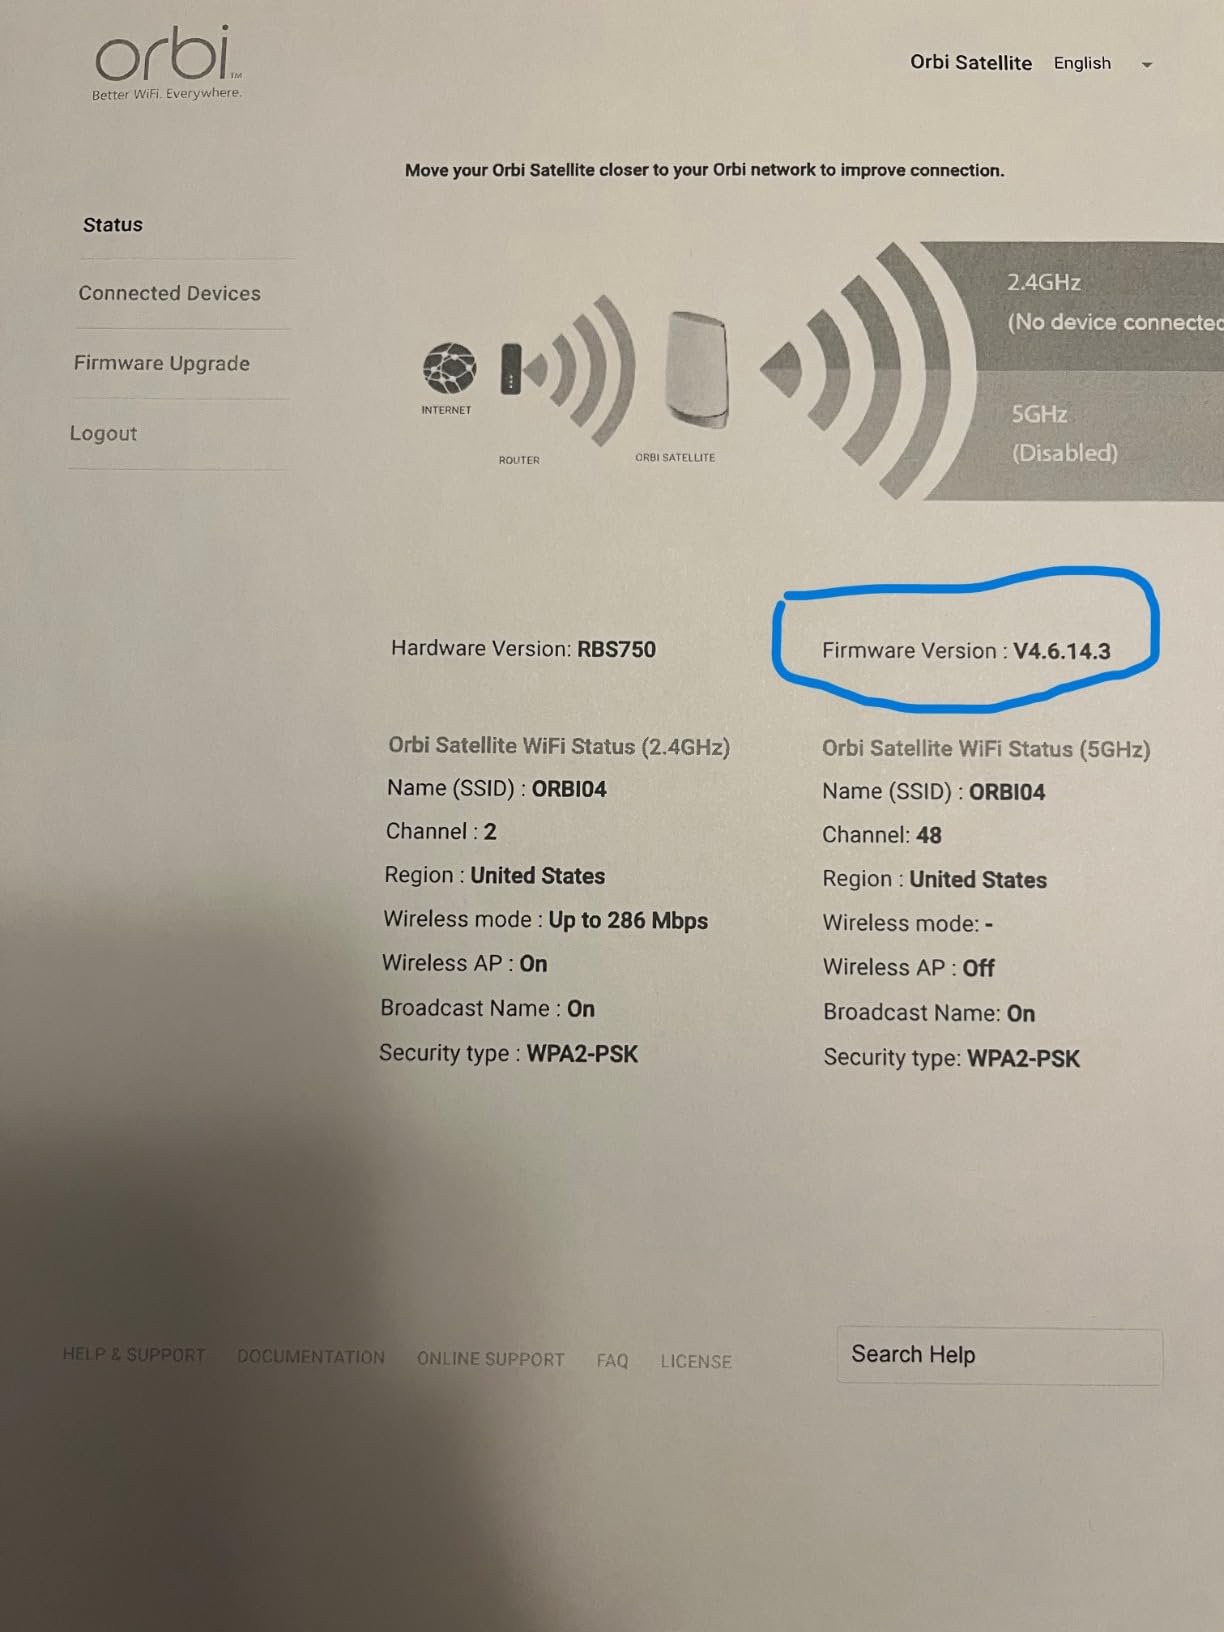 orbi™
Better WiFi. Everywhere.
Orbi Satellite English
Move your Orbi Satellite closer to your Orbi network to improve connection.
Status
Connected Devices
Firmware Upgrade
Logout
INTERNET
ROUTER
ORBI SATELLITE
2.4GHz
(No device connected
5GHz
(Disabled)
Hardware Version: RBS750
Firmware Version : V4.6.14.3
Orbi Satellite WiFi Status (2.4GHz)
Name (SSID) : ORBI04
Channel : 2
Region : United States
Wireless mode : Up to 286 Mbps
Wireless AP : On
Broadcast Name : On
Security type : WPA2-PSK
Orbi Satellite WiFi Status (5GHz)
Name (SSID) : ORBI04
Channel: 48
Region : United States
Wireless mode: -
Wireless AP : Off
Broadcast Name: On
Security type: WPA2-PSK
HELP & SUPPORT DOCUMENTATION ONLINE SUPPORT FAQ LICENSE
Search Help